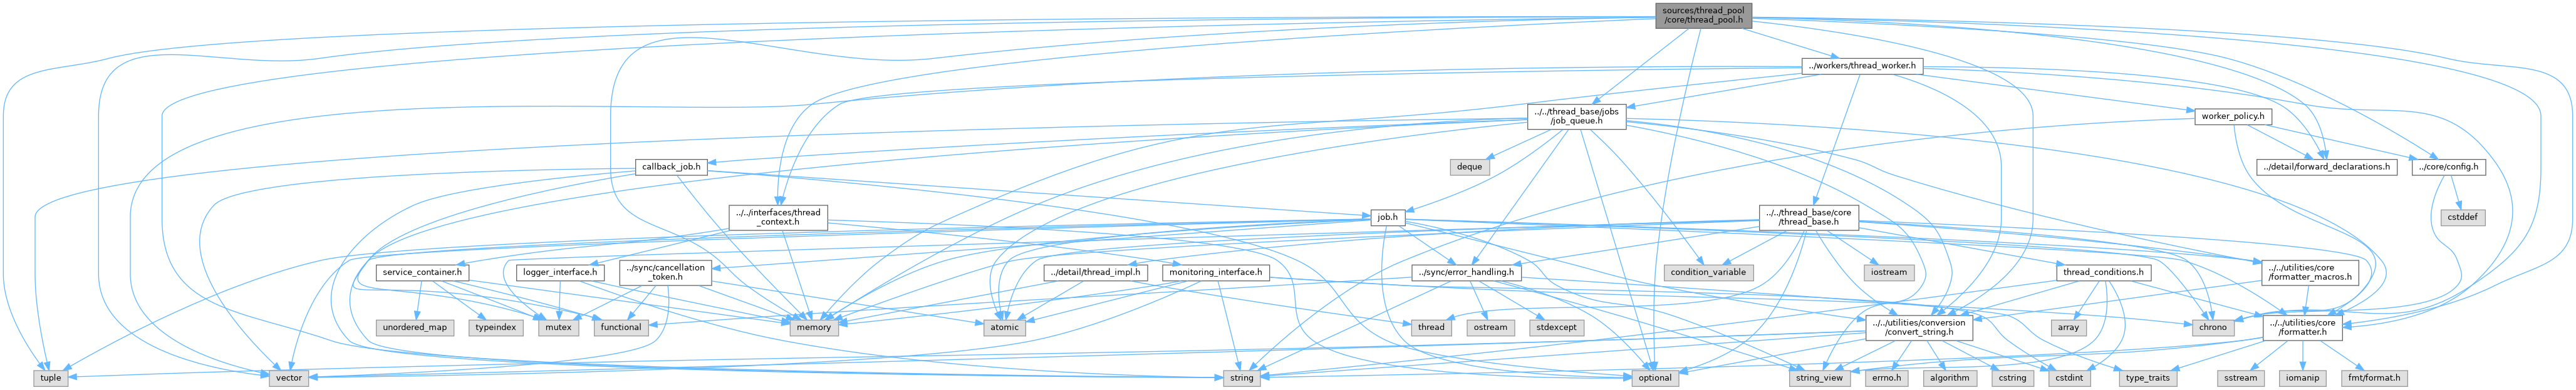 sources/thread_pool
/core/thread_pool.h
../workers/thread_worker.h
../../thread_base/jobs
/job_queue.h
worker_policy.h
deque
callback_job.h
../detail/forward_declarations.h
../core/config.h
../../interfaces/thread
_context.h
job.h
../../thread_base/core
/thread_base.h
cstddef
service_container.h
logger_interface.h
../sync/cancellation
_token.h
../detail/thread_impl.h
monitoring_interface.h
../sync/error_handling.h
condition_variable
iostream
thread_conditions.h
../../utilities/core
/formatter_macros.h
unordered_map
typeindex
mutex
functional
memory
atomic
thread
ostream
stdexcept
../../utilities/conversion
/convert_string.h
array
chrono
../../utilities/core
/formatter.h
tuple
vector
string
optional
string_view
errno.h
algorithm
cstring
cstdint
type_traits
sstream
iomanip
fmt/format.h